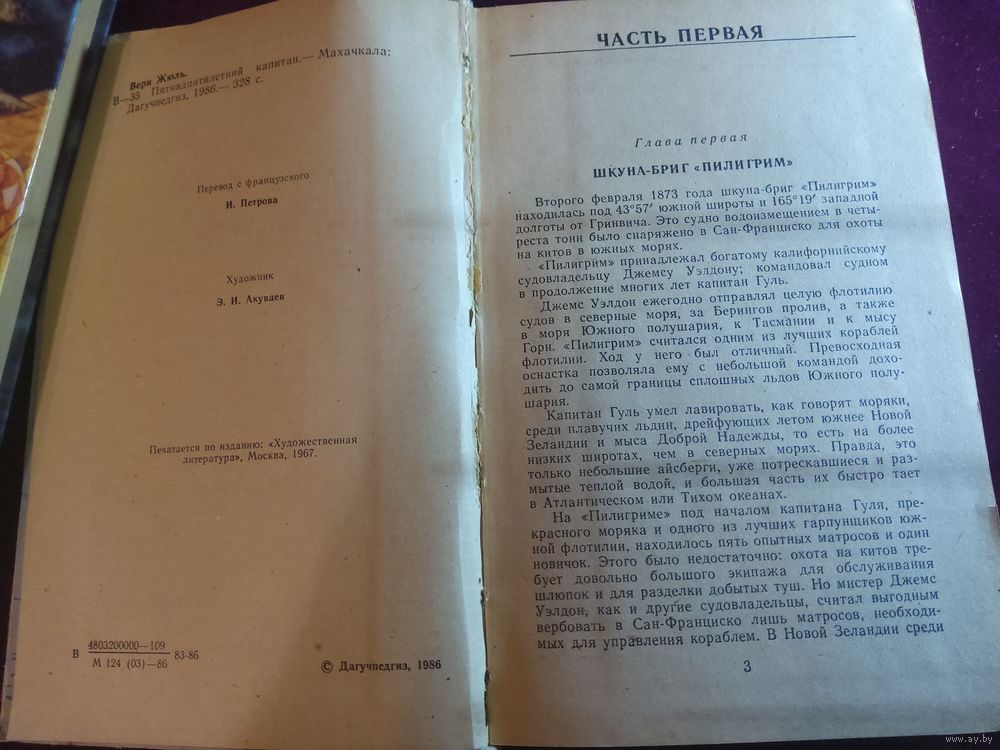 Верн Жюль.
В—35 Пятнадцатилетний капитан.— Махачкала:
Дагучпедгиз, 1986.— 328 с.
Перевод с французского
И. Петрова
Художник
Э. И. Акуваев
Печатается по изданию: «Художественная
литература», Москва, 1967.
В 4803200000—109 83-86
М 124 (03)—86
© Дагучпедгиз, 1986
ЧАСТЬ ПЕРВАЯ
Глава первая
ШКУНА-БРИГ «ПИЛИГРИМ»
Второго февраля 1873 года шкуна-бриг «Пилигрим»
находилась под 43°57′ южной широты и 165°19′ западной
долготы от Гринвича. Это судно водоизмещением в четы-
реста тонн было снаряжено в Сан-Франциско для охоты
на китов в южных морях.
«Пилигрим» принадлежал богатому калифорнийскому
судовладельцу Джемсу Уэлдону; командовал судном
в продолжение многих лет капитан Гуль.
Джемс Уэлдон ежегодно отправлял целую флотилию
судов в северные моря, за Берингов пролив, а также
в моря Южного полушария, к Тасмании и к мысу
Горн. «Пилигрим» считался одним из лучших кораблей
флотилии. Ход у него был отличный. Превосходная
оснастка позволяла ему с небольшой командой дохо-
дить до самой границы сплошных льдов Южного полу-
шария.
Капитан Гуль умел лавировать, как говорят моряки,
среди плавучих льдин, дрейфующих летом южнее Новой
Зеландии и мыса Доброй Надежды, то есть на более
низких широтах, чем в северных морях. Правда, это
только небольшие айсберги, уже потрескавшиеся и раз-
мытые теплой водой, и большая часть их быстро тает
в Атлантическом или Тихом океанах.
На «Пилигриме» под началом капитана Гуля, пре-
красного моряка и одного из лучших гарпунщиков юж-
ной флотилии, находилось пять опытных матросов и один
новичок. Этого было недостаточно: охота на китов тре-
бует довольно большого экипажа для обслуживания
шлюпок и для разделки добытых туш. Но мистер Джемс
Уэлдон, как и другие судовладельцы, считал выгодным
вербовать в Сан-Франциско лишь матросов, необходи-
мых для управления кораблем. В Новой Зеландии среди
3
www.ay.by